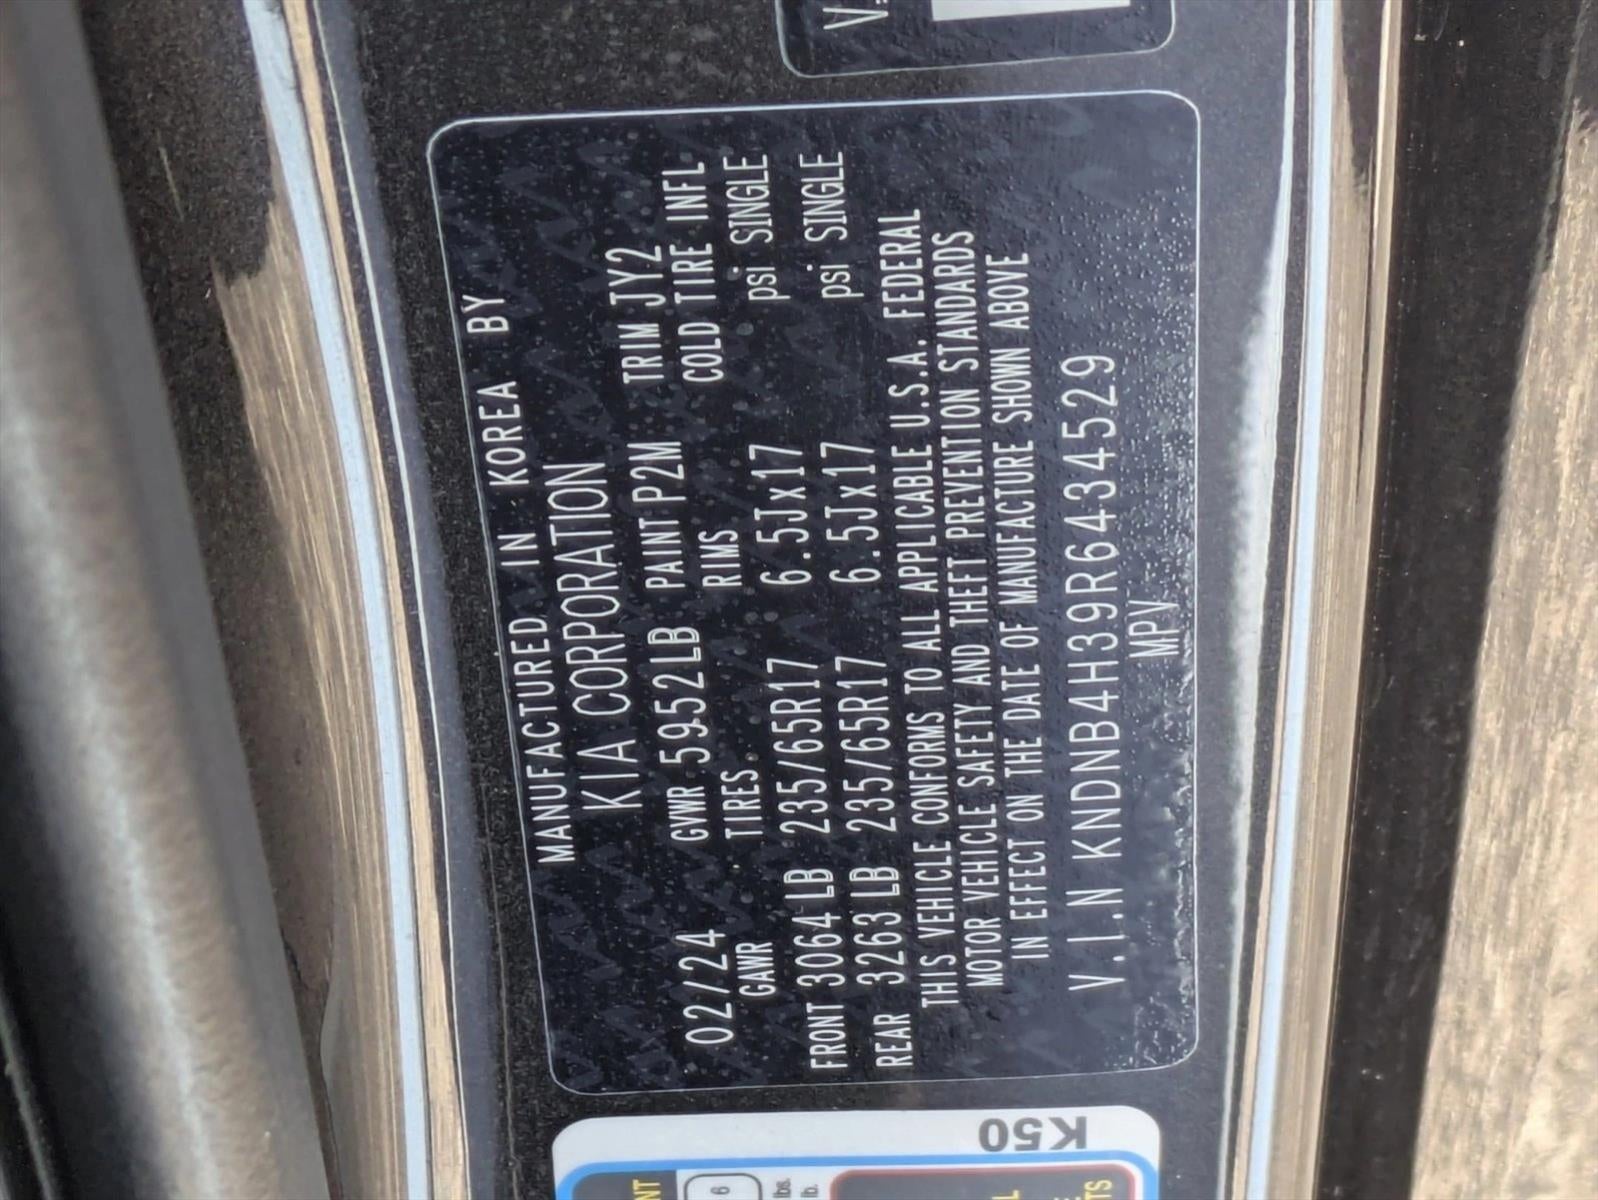 MANUFACTURED IN KOREA BY
KIA CORPORATION
02/24 GVWR 5952LB PAINT P2M TRIM JY2
GAWR TIRES RIMS COLD TIRE INFL
FRONT 3064 LB 235/65R17 6.5Jx17 psi SINGLE
REAR 3263 LB 235/65R17 6.5Jx17 psi SINGLE
THIS VEHICLE CONFORMS TO ALL APPLICABLE U.S.A. FEDERAL
MOTOR VEHICLE SAFETY AND THEFT PREVENTION STANDARDS
IN EFFECT ON THE DATE OF MANUFACTURE SHOWN ABOVE
V.I.N KNDNB4H39R6434529
MPV
K50
6